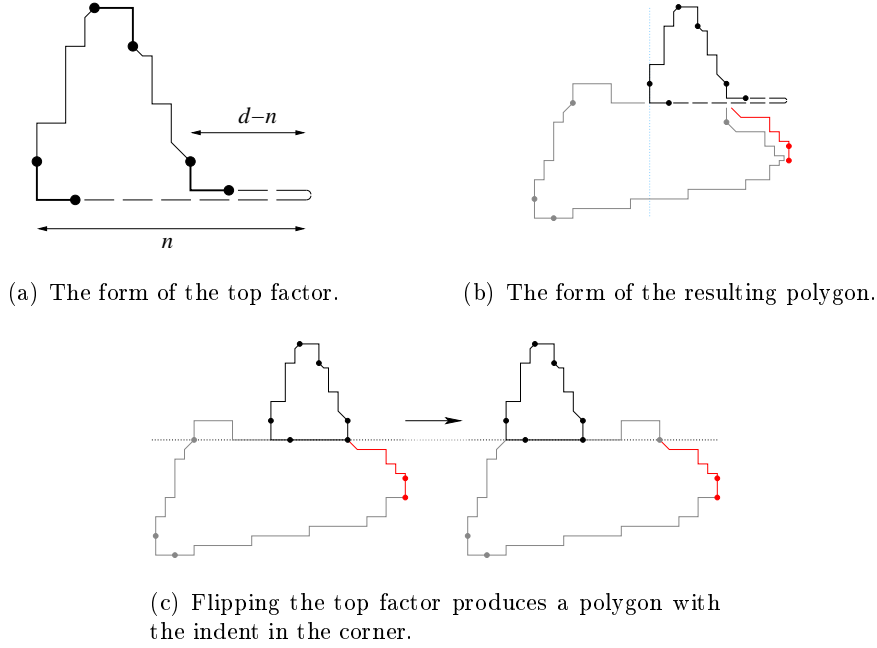 d−n
n
(a) The form of the top factor.
(b) The form of the resulting polygon.
(c) Flipping the top factor produces a polygon with
the indent in the corner.